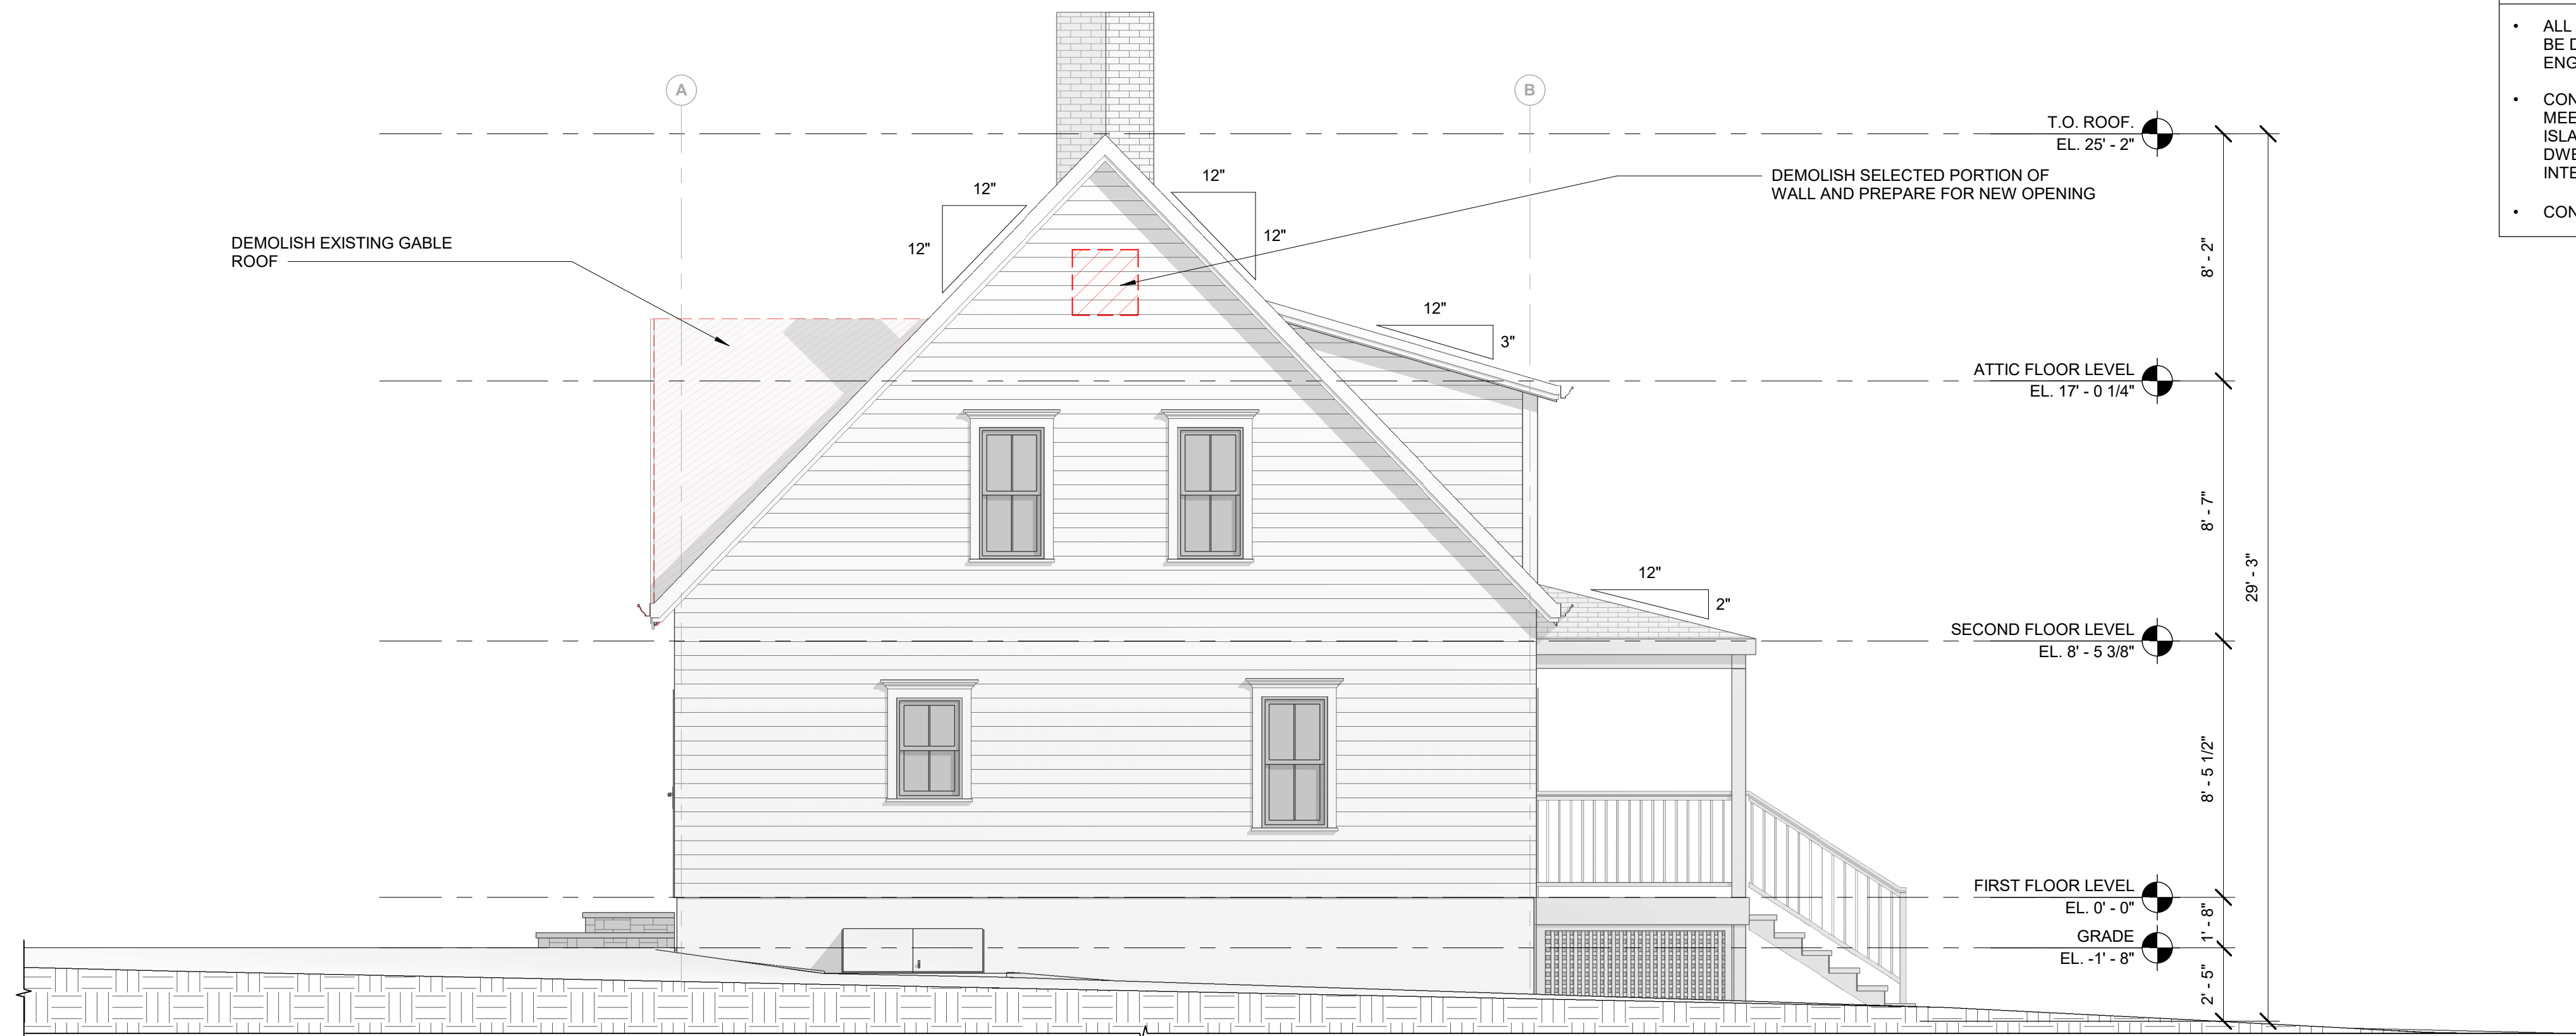 A
B
T.O. ROOF.
EL. 25' - 2"
DEMOLISH SELECTED PORTION OF
WALL AND PREPARE FOR NEW OPENING
12"
12"
12"
12"
DEMOLISH EXISTING GABLE
ROOF
8' - 2"
12"
3"
ATTIC FLOOR LEVEL
EL. 17' - 0 1/4"
8' - 7"
29' - 3"
12"
2"
SECOND FLOOR LEVEL
EL. 8' - 5 3/8"
8' - 5 1/2"
FIRST FLOOR LEVEL
EL. 0' - 0"
1' - 8"
GRADE
EL. -1' - 8"
2' - 5"
• ALL
BE D
ENG
• CON
MEE
ISLA
DWE
INTE
• CON